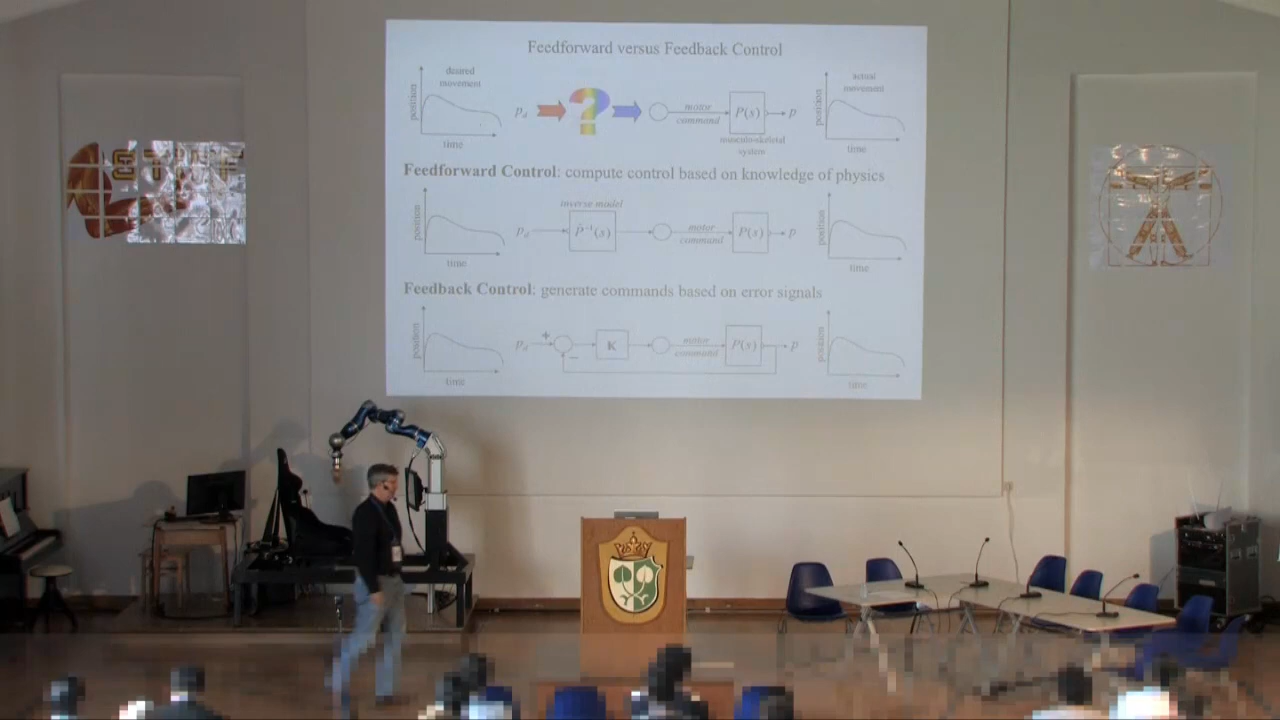 Feedforward versus Feedback Control
desired
movement
position
time
p_d
?
motor
command
P(s)
p
musculo-skeletal
system
actual
movement
position
time
Feedforward Control: compute control based on knowledge of physics
position
time
p_d
inverse model
P̂⁻¹(s)
motor
command
P(s)
p
position
time
Feedback Control: generate commands based on error signals
position
time
p_d
+
−
K
motor
command
P(s)
p
position
time